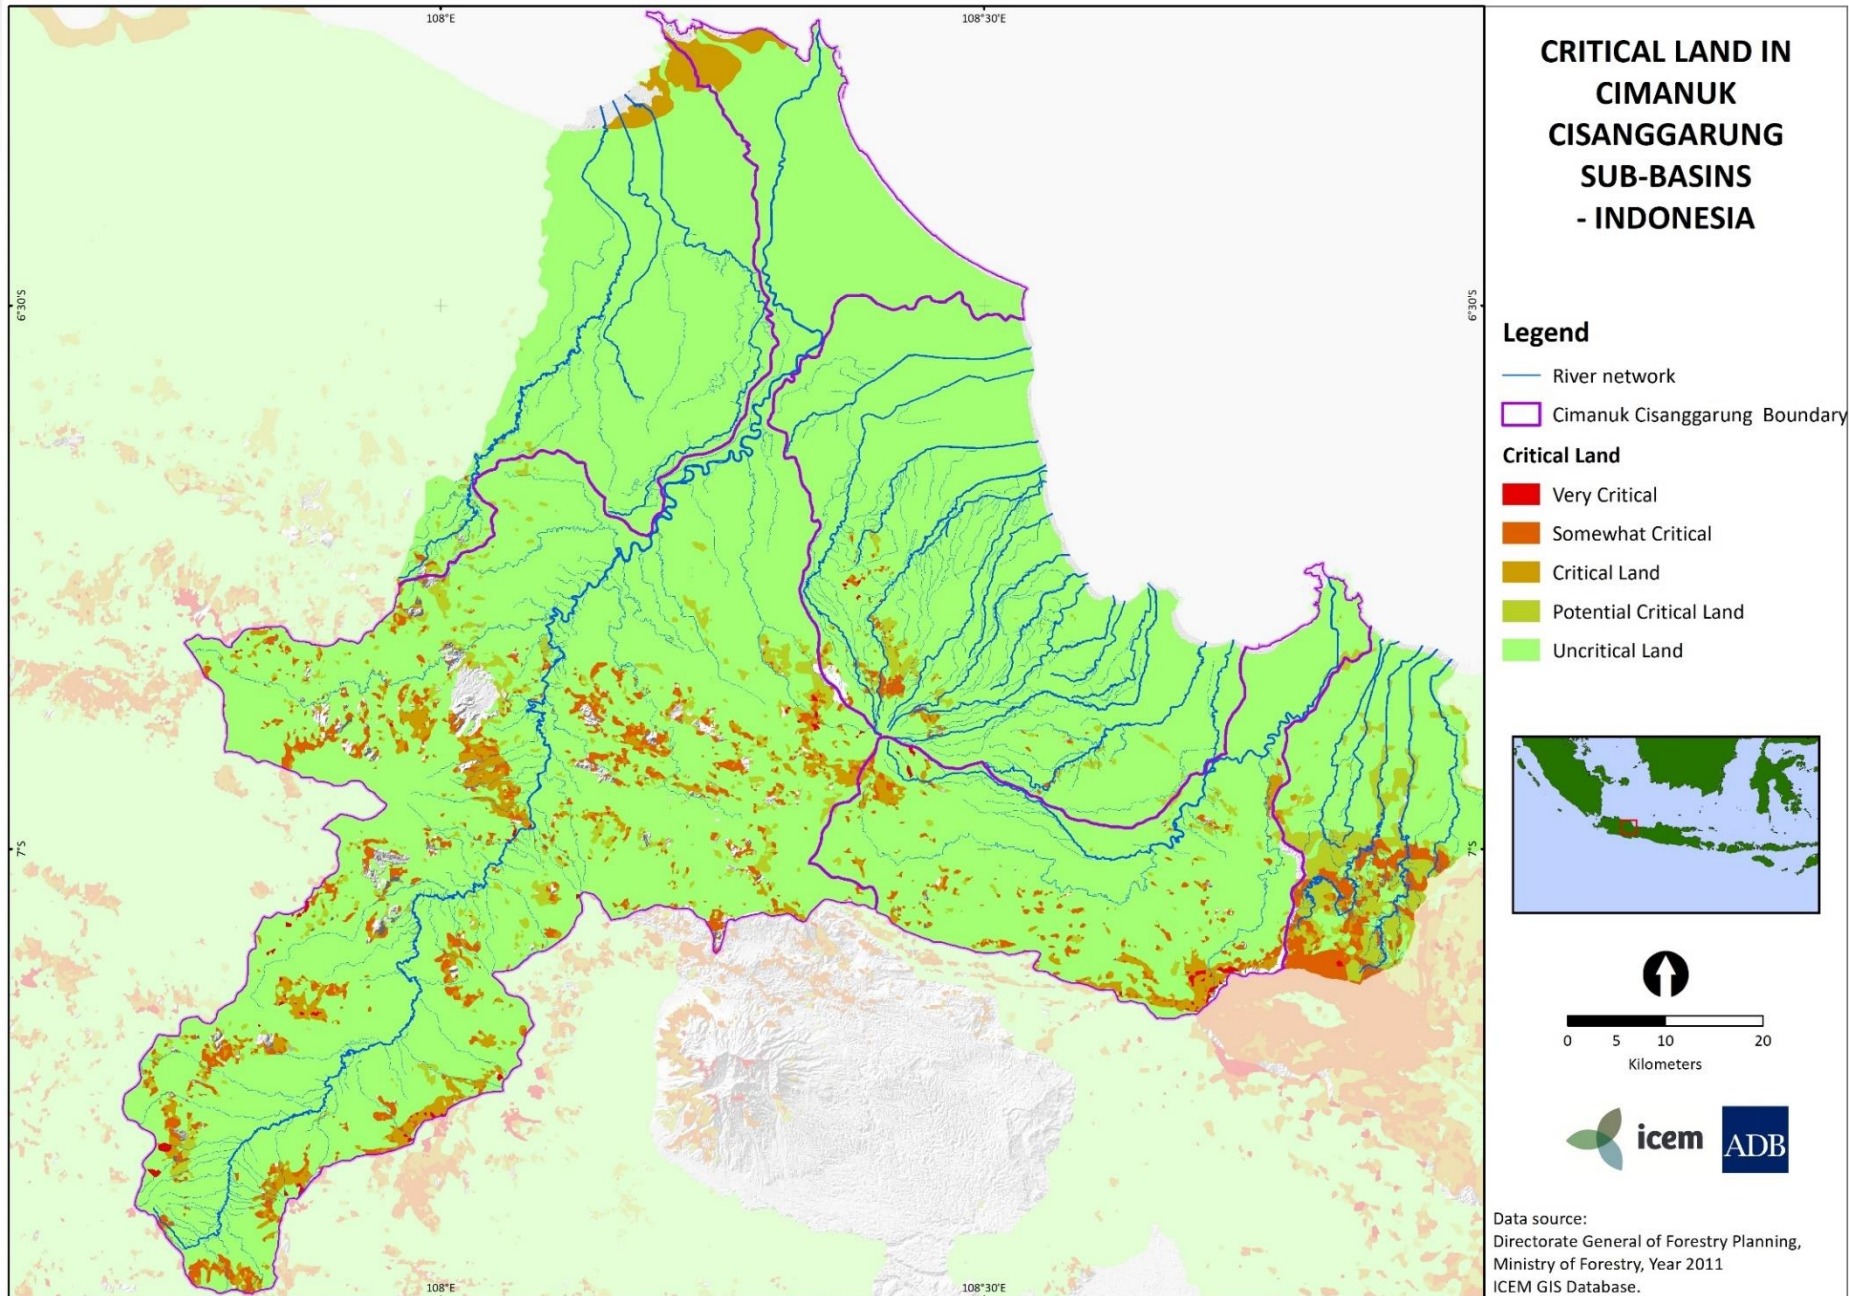 108°E
108°30'E
6°30'S
6°30'S
7°S
7°S
108°E
108°30'E
CRITICAL LAND IN
CIMANUK
CISANGGARUNG
SUB-BASINS
- INDONESIA
Legend
River network
Cimanuk Cisanggarung Boundary
Critical Land
Very Critical
Somewhat Critical
Critical Land
Potential Critical Land
Uncritical Land
0 5 10 20
Kilometers
icem
ADB
Data source:
Directorate General of Forestry Planning,
Ministry of Forestry, Year 2011
ICEM GIS Database.